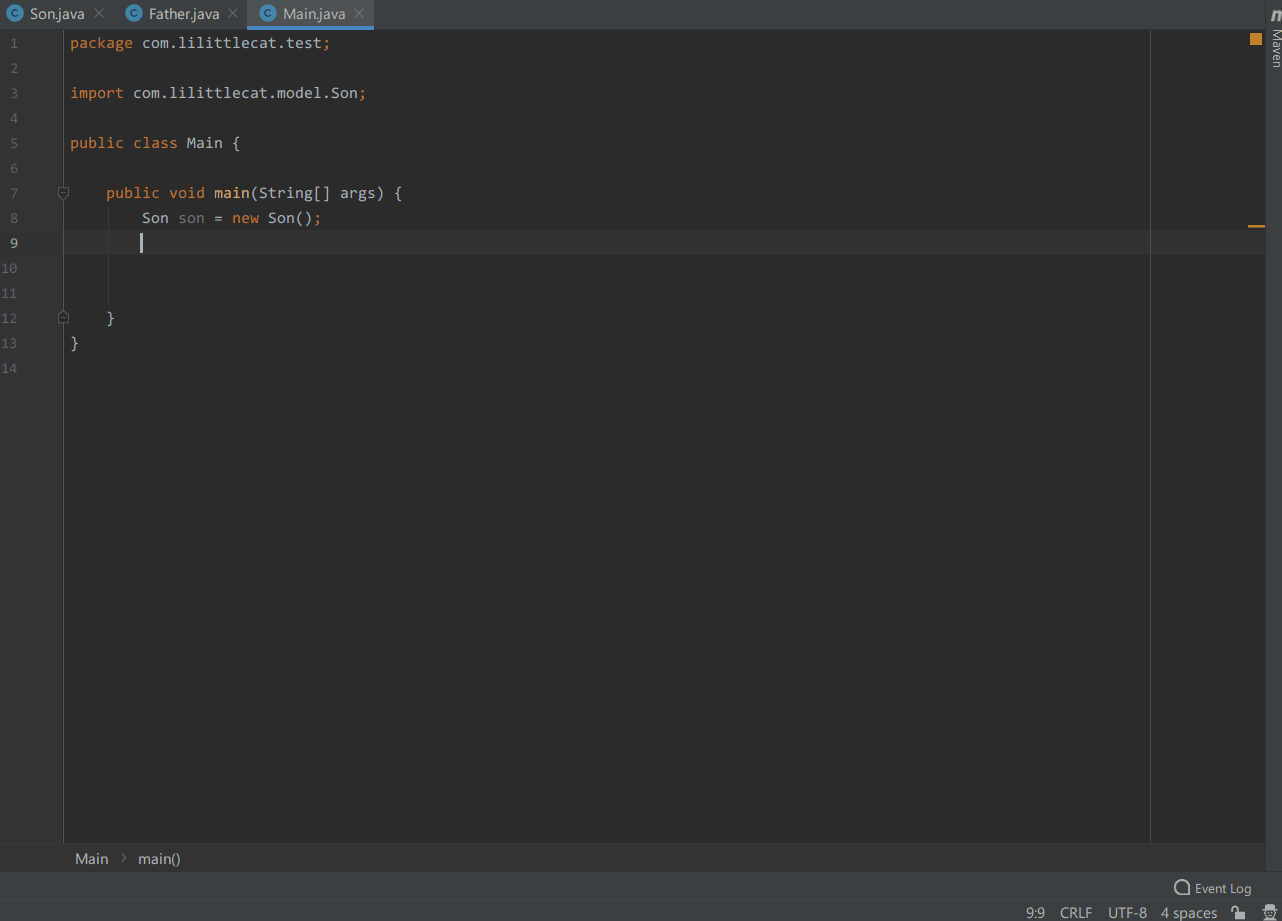 Son.java Father.java Main.java
Maven
1 package com.lilittlecat.test;
2
3 import com.lilittlecat.model.Son;
4
5 public class Main {
6
7 public void main(String[] args) {
8 Son son = new Son();
9
10
11
12 }
13 }
14
Main main()
Event Log
9:9 CRLF UTF-8 4 spaces